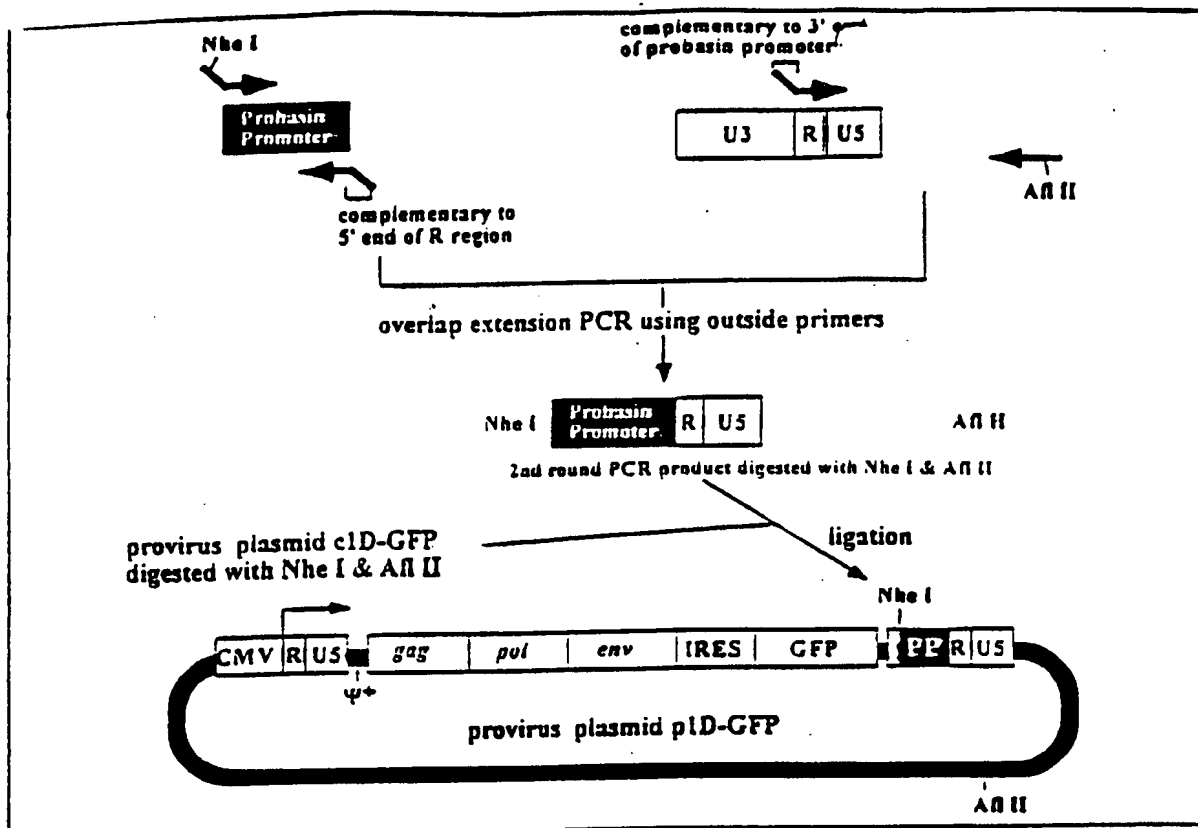 Nhe I
complementary to 3'
of probasin promoter
Probasin
Promoter
U3 R U5
Afl II
complementary to
5' end of R region
overlap extension PCR using outside primers
Nhe I
Probasin
Promoter
R U5
Afl II
2nd round PCR product digested with Nhe I & Afl II
provirus plasmid c1D-GFP
digested with Nhe I & Afl II
ligation
Nhe I
CMV R U5 gag pol env IRES GFP PP R U5
Ψ+
provirus plasmid p1D-GFP
Afl II